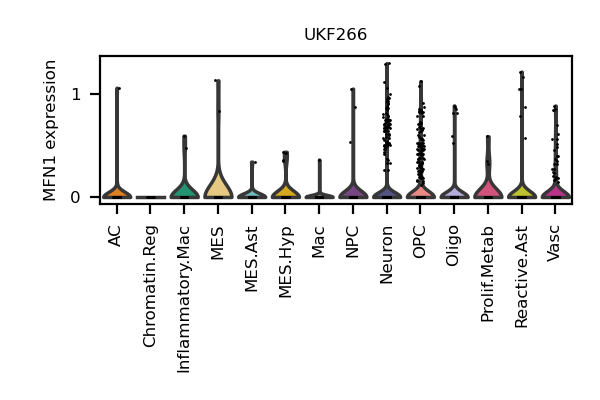 UKF266
MFN1 expression
1
0
AC
Chromatin.Reg
Inflammatory.Mac
MES
MES.Ast
MES.Hyp
Mac
NPC
Neuron
OPC
Oligo
Prolif.Metab
Reactive.Ast
Vasc